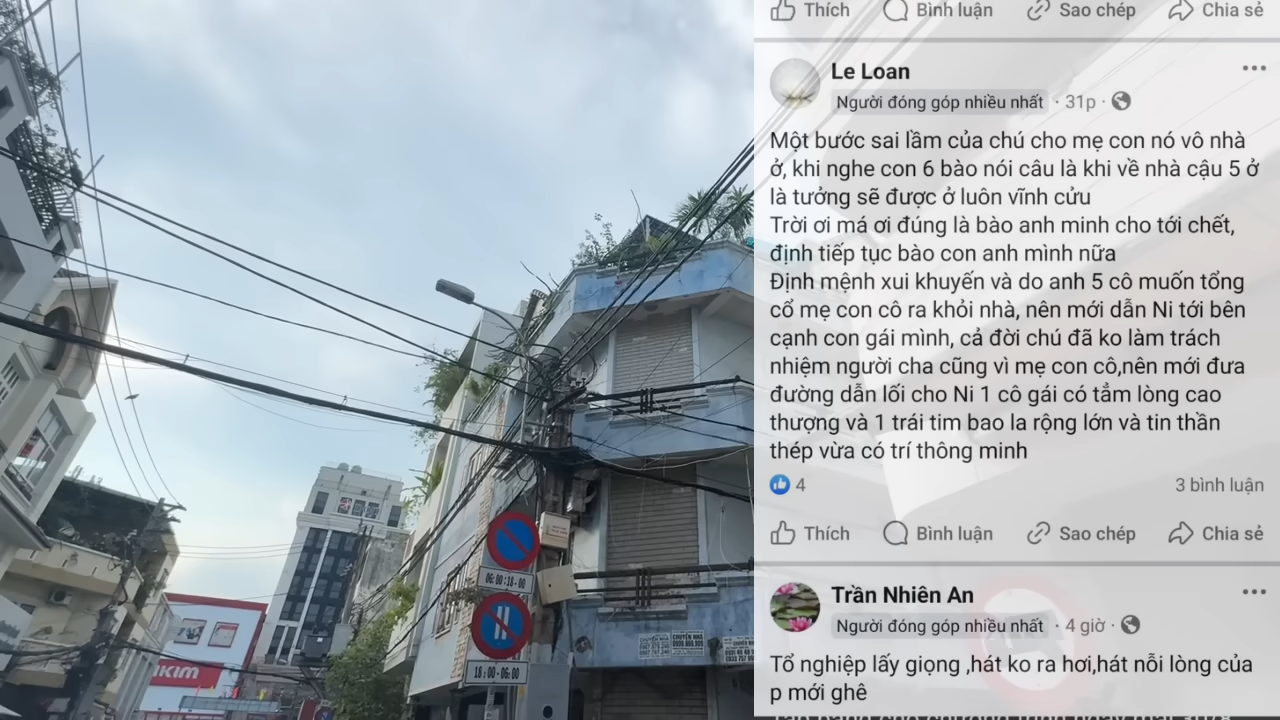 Thích Bình luận Sao chép Chia sẻ
Le Loan
Người đóng góp nhiều nhất · 31p ·
Một bước sai lầm của chú cho mẹ con nó vô nhà
ở, khi nghe con 6 bào nói câu là khi về nhà cậu 5 ở
là tưởng sẽ được ở luôn vĩnh cửu
Trời ơi má ơi đúng là bào anh minh cho tới chết,
định tiếp tục bào con anh mình nữa
Định mệnh xui khuyến và do anh 5 cô muốn tổng
cổ mẹ con cô ra khỏi nhà, nên mới dẫn Ni tới bên
cạnh con gái mình, cả đời chú đã ko làm trách
nhiệm người cha cũng vì mẹ con cô,nên mới đưa
đường dẫn lối cho Ni 1 cô gái có tẩm lòng cao
thượng và 1 trái tim bao la rộng lớn và tin thần
thép vừa có trí thông minh
4 3 bình luận
Thích Bình luận Sao chép Chia sẻ
Trần Nhiên An
Người đóng góp nhiều nhất · 4 giờ ·
Tổ nghiệp lấy giọng ,hát ko ra hơi,hát nỗi lòng của
p mới ghê
06:00:18-00
18:00-06:00
KIM
CHUYỂN NHÀ